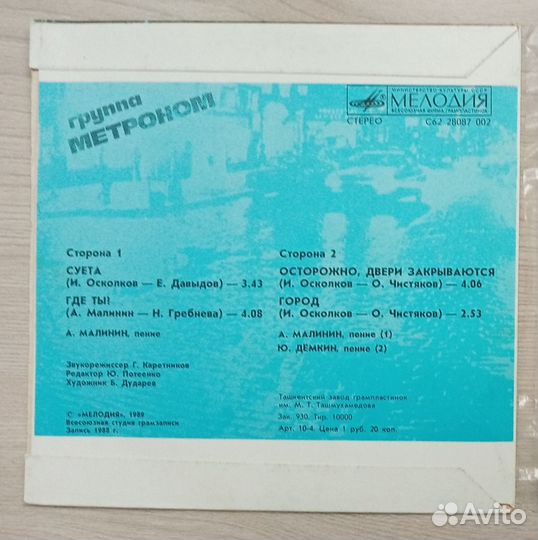 группа
МЕТРОНОМ
МИНИСТЕРСТВО КУЛЬТУРЫ СССР
МЕЛОДИЯ
ВСЕСОЮЗНАЯ ФИРМА ГРАМПЛАСТИНОК
СТЕРЕО С62 28087 002
Сторона 1
СУЕТА
(И. Осколков — Е. Давыдов) — 3.43
ГДЕ ТЫ?
(А. Малинин — Н. Гребнева) — 4.08
А. МАЛИНИН, пение
Звукорежиссер Г. Каретников
Редактор Ю. Потеенко
Художник Б. Дударев
С «МЕЛОДИЯ», 1989
Всесоюзная студия грамзаписи
Запись 1988 г.
Сторона 2
ОСТОРОЖНО, ДВЕРИ ЗАКРЫВАЮТСЯ
(И. Осколков — О. Чистяков) — 4.06
ГОРОД
(И. Осколков — О. Чистяков) — 2.53
А. МАЛИНИН, пение (1)
Ю. ДЁМКИН, пение (2)
Ташкентский завод грампластинок
им. М. Т. Ташмухамедова
Зак. 930. Тир. 10000
Арт. 10-4. Цена 1 руб. 20 коп.
Avito